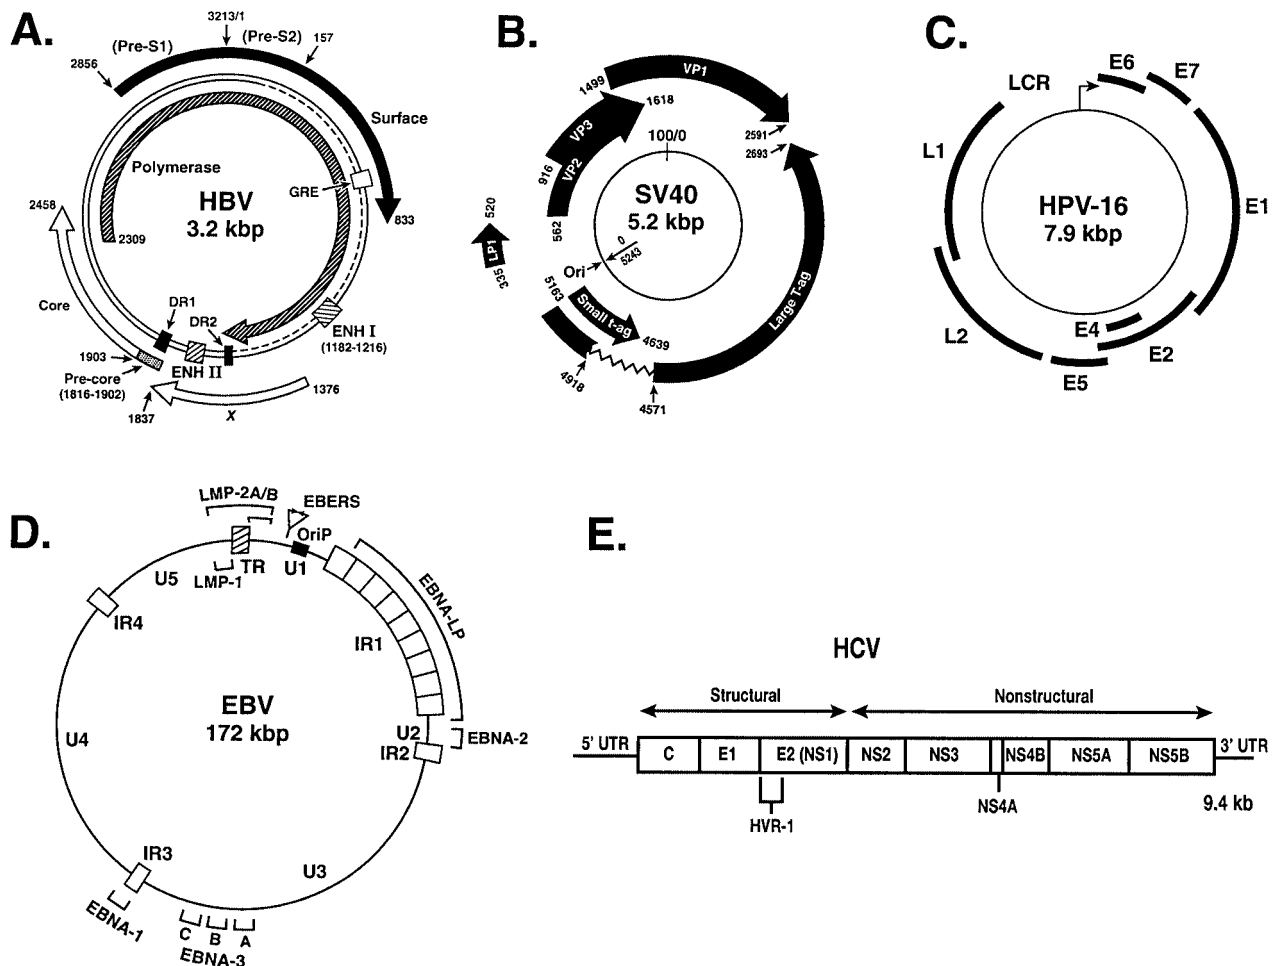 A.
3213/1
(Pre-S1)
(Pre-S2)
157
2856
Surface
Polymerase
GRE
HBV
3.2 kbp
2458
833
2309
Core
DR1
DR2
ENH I
(1182-1216)
1903
ENH II
Pre-core
(1816-1902)
1376
1837
X
B.
VP1
1499
1618
VP3
100/0
2591
2693
916
VP2
SV40
5.2 kbp
520
562
LP1
335
0
5243
Ori
5163
Small t-ag
Large T-ag
4639
4918
4571
C.
E6
E7
LCR
L1
HPV-16
7.9 kbp
E1
E4
L2
E2
E5
D.
LMP-2A/B
EBERS
OriP
TR
U1
U5
LMP-1
EBNA-LP
IR4
IR1
EBV
172 kbp
U4
U2
EBNA-2
IR2
IR3
U3
EBNA-1
C
B
A
EBNA-3
E.
HCV
Structural
Nonstructural
5' UTR
C
E1
E2 (NS1)
NS2
NS3
NS4B
NS5A
NS5B
3' UTR
NS4A
9.4 kb
HVR-1